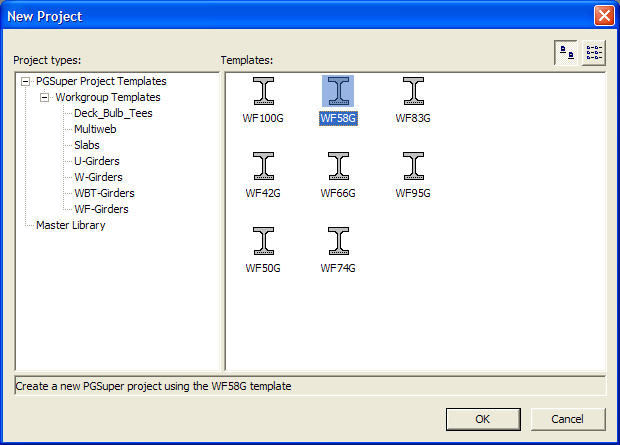 New Project
Project types:
Templates:
PGSuper Project Templates
Workgroup Templates
Deck_Bulb_Tees
Multiweb
Slabs
U-Girders
W-Girders
WBT-Girders
WF-Girders
Master Library
WF100G
WF58G
WF83G
WF42G
WF66G
WF95G
WF50G
WF74G
Create a new PGSuper project using the WF58G template
OK
Cancel